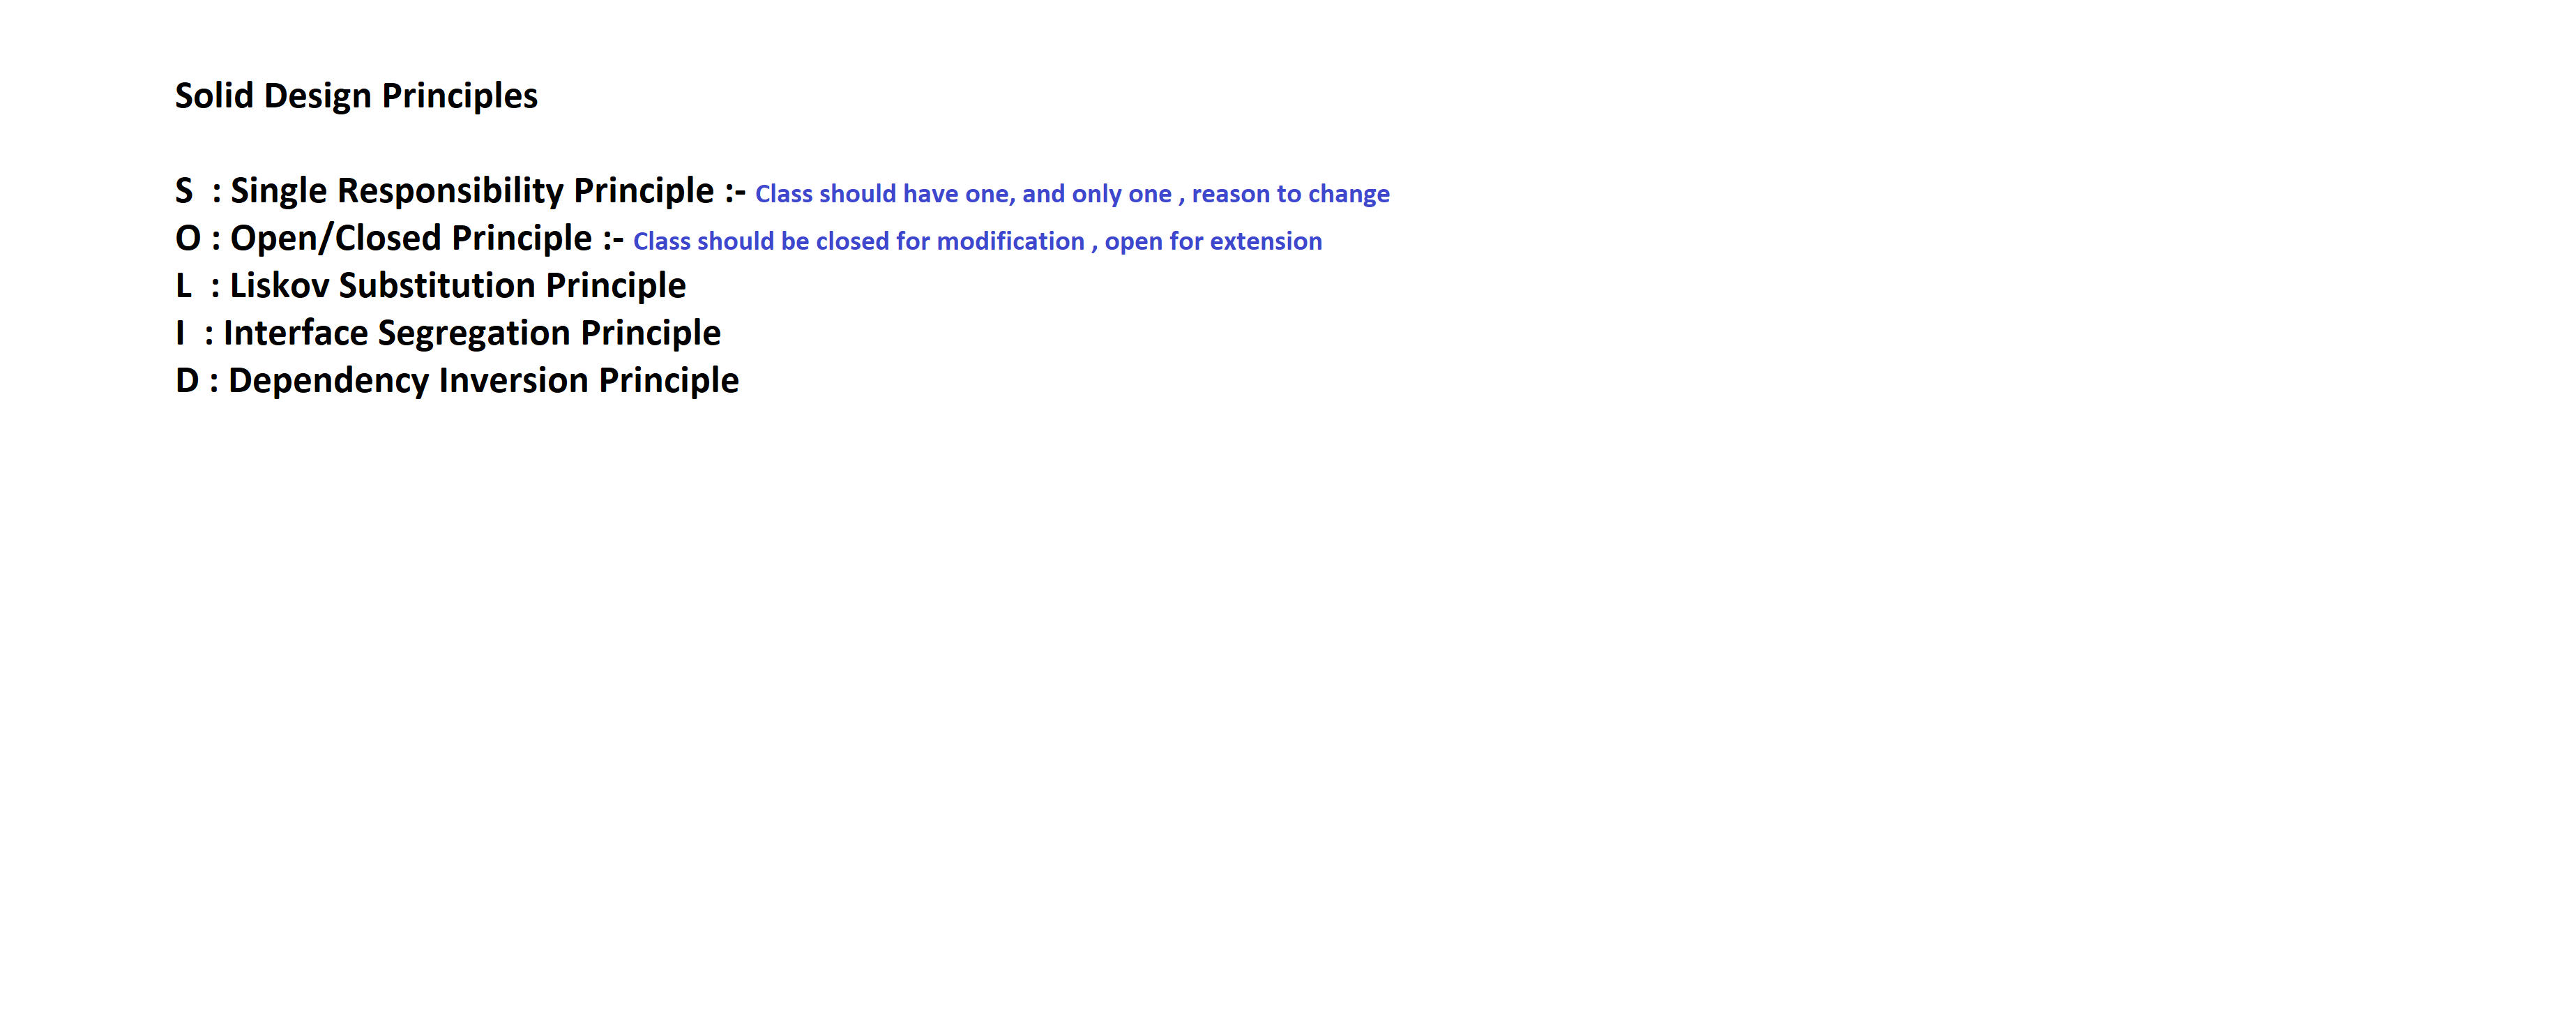 Solid Design Principles
S : Single Responsibility Principle :- Class should have one, and only one , reason to change
O : Open/Closed Principle :- Class should be closed for modification , open for extension
L : Liskov Substitution Principle
I : Interface Segregation Principle
D : Dependency Inversion Principle